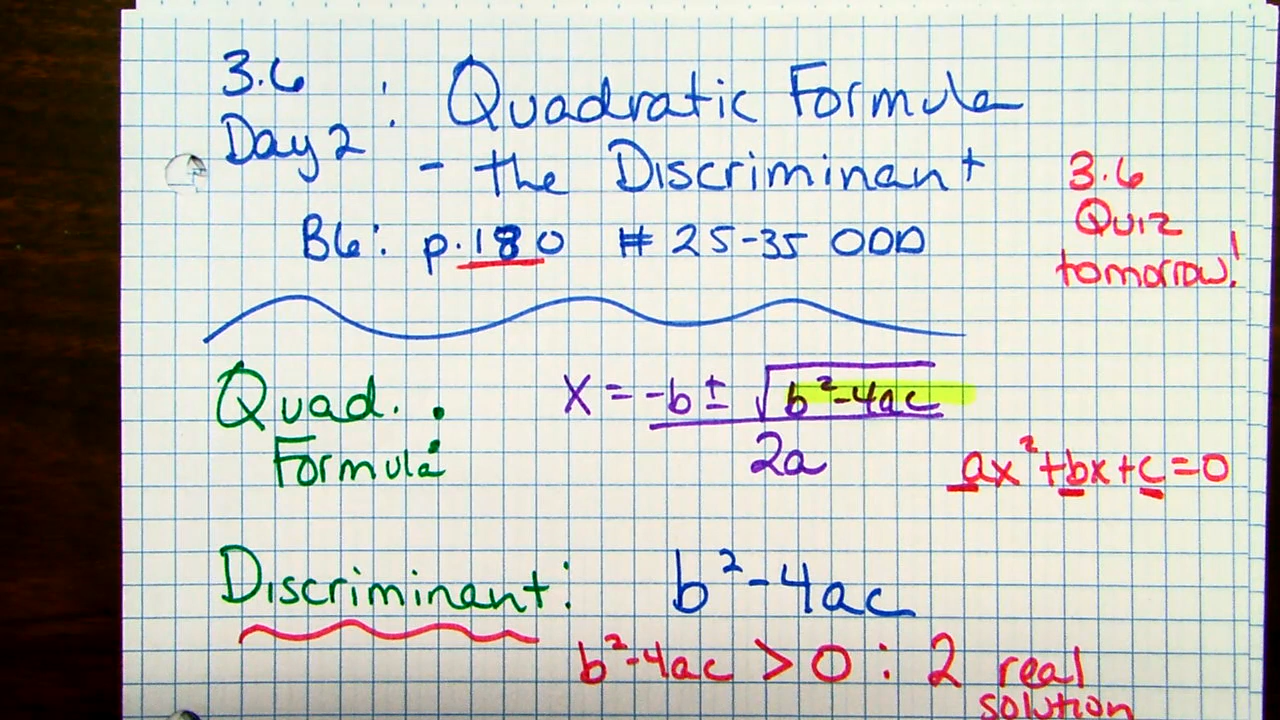 3.6
Day 2 : Quadratic Formula
- the Discriminant
B6: p.180 # 25-35 ODD
3.6
Quiz
tomorrow!
Quad. Formula: x = -b ± √b²-4ac
2a
ax²+bx+c=0
Discriminant: b²-4ac
b²-4ac > 0 : 2 real
solution